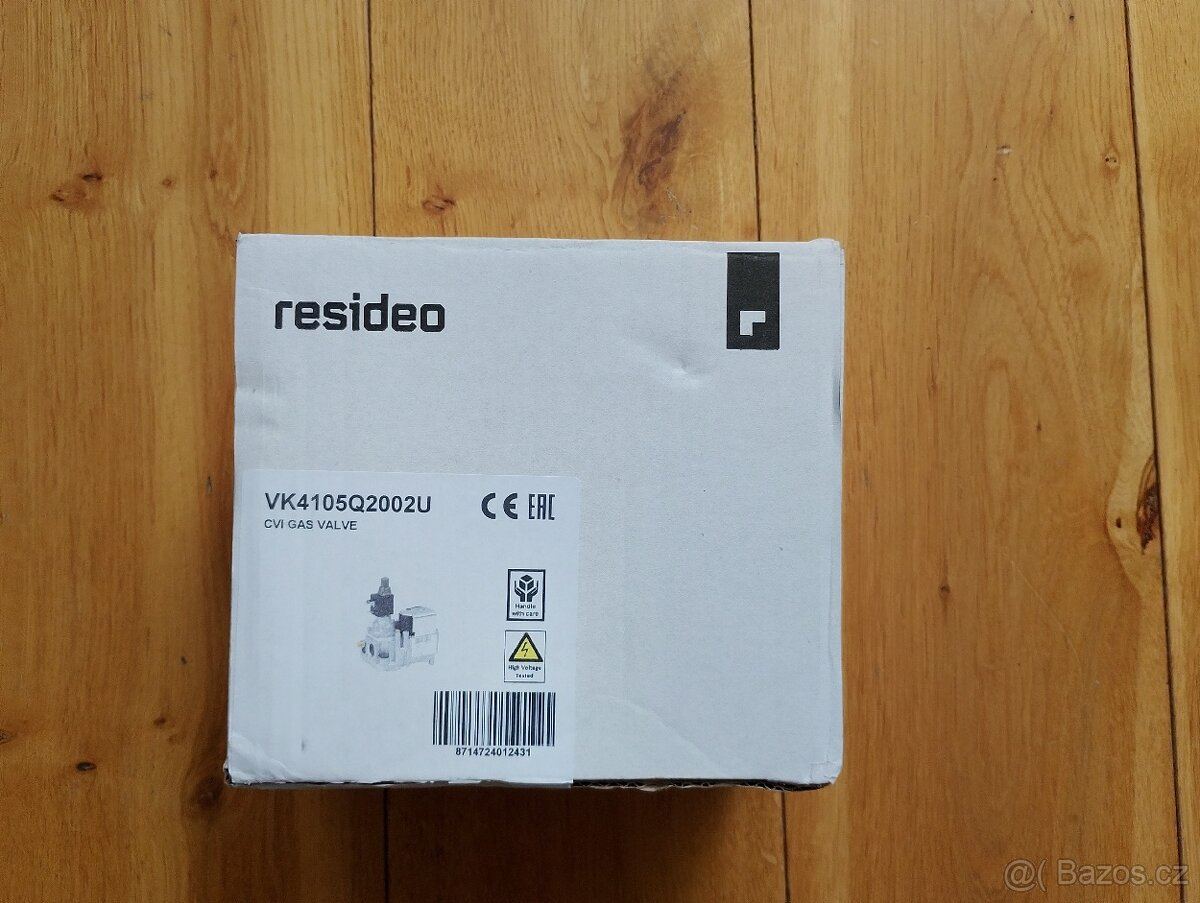 resideo
VK4105Q2002U
CE EAC
CVI GAS VALVE
Handle
with care
High Voltage
Tested
8714724012431
@( Bazos.cz